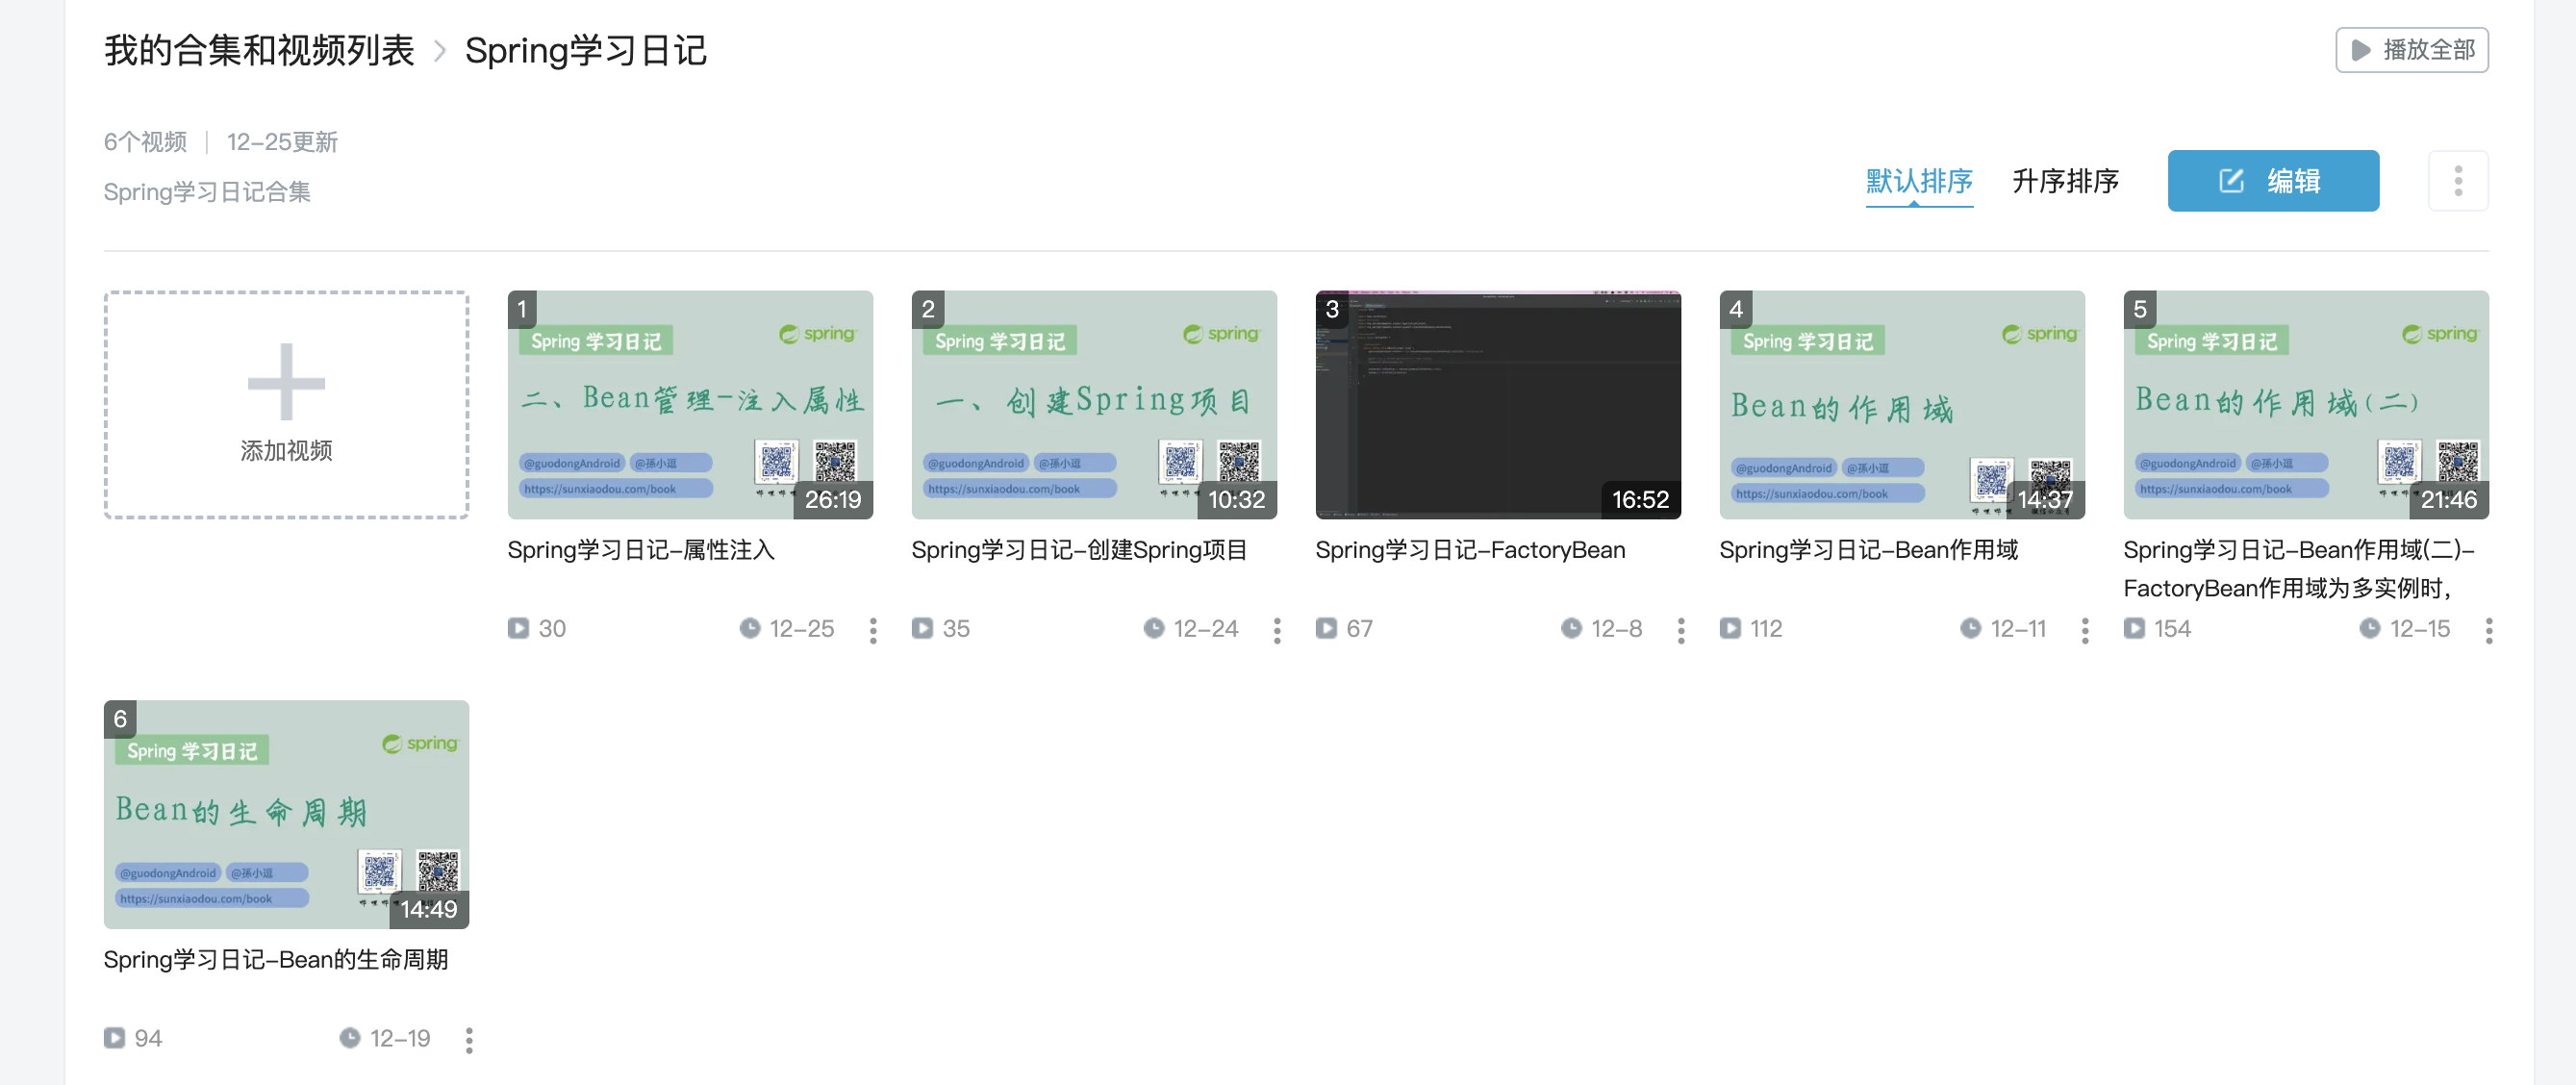 我的合集和视频列表 > Spring学习日记
播放全部
6个视频 | 12-25更新
Spring学习日记合集
默认排序 升序排序 编辑
添加视频
1
Spring 学习日记
spring
二、Bean管理-注入属性
@guodongAndroid @孫小逗
https://sunxiaodou.com/book
26:19
Spring学习日记-属性注入
30 12-25
2
Spring 学习日记
spring
一、创建Spring项目
@guodongAndroid @孫小逗
https://sunxiaodou.com/book
10:32
Spring学习日记-创建Spring项目
35 12-24
3
16:52
Spring学习日记-FactoryBean
67 12-8
4
Spring 学习日记
spring
Bean的作用域
@guodongAndroid @孫小逗
https://sunxiaodou.com/book
14:37
Spring学习日记-Bean作用域
112 12-11
5
Spring 学习日记
spring
Bean的作用域(二)
@guodongAndroid @孫小逗
https://sunxiaodou.com/book
21:46
Spring学习日记-Bean作用域(二)-
FactoryBean作用域为多实例时,
154 12-15
6
Spring 学习日记
spring
Bean的生命周期
@guodongAndroid @孫小逗
https://sunxiaodou.com/book
14:49
Spring学习日记-Bean的生命周期
94 12-19